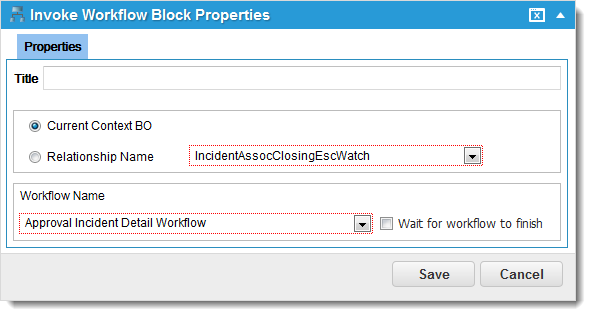 Invoke Workflow Block Properties
Properties
Title
Current Context BO
Relationship Name IncidentAssocClosingEscWatch
Workflow Name
Approval Incident Detail Workflow Wait for workflow to finish
Save Cancel